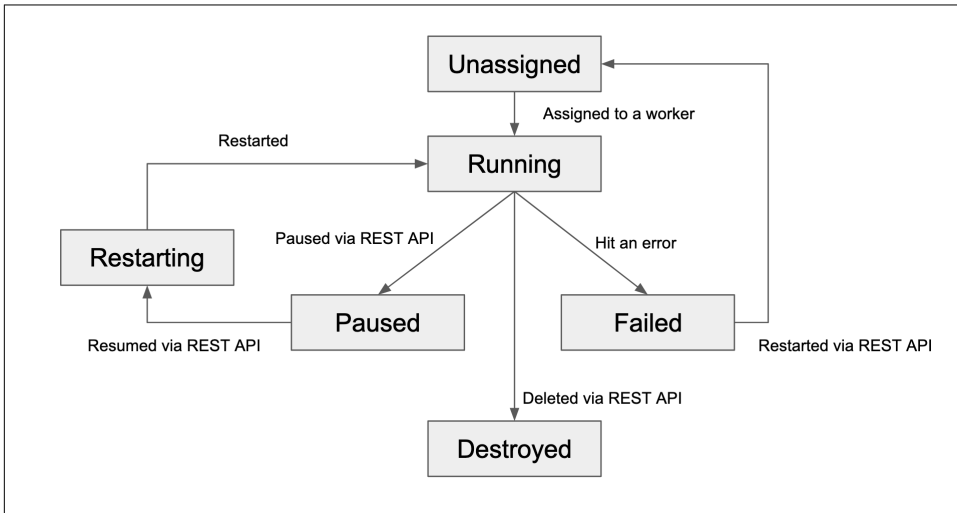 Unassigned
Assigned to a worker
Restarted
Running
Paused via REST API
Hit an error
Restarting
Paused
Failed
Resumed via REST API
Restarted via REST API
Deleted via REST API
Destroyed